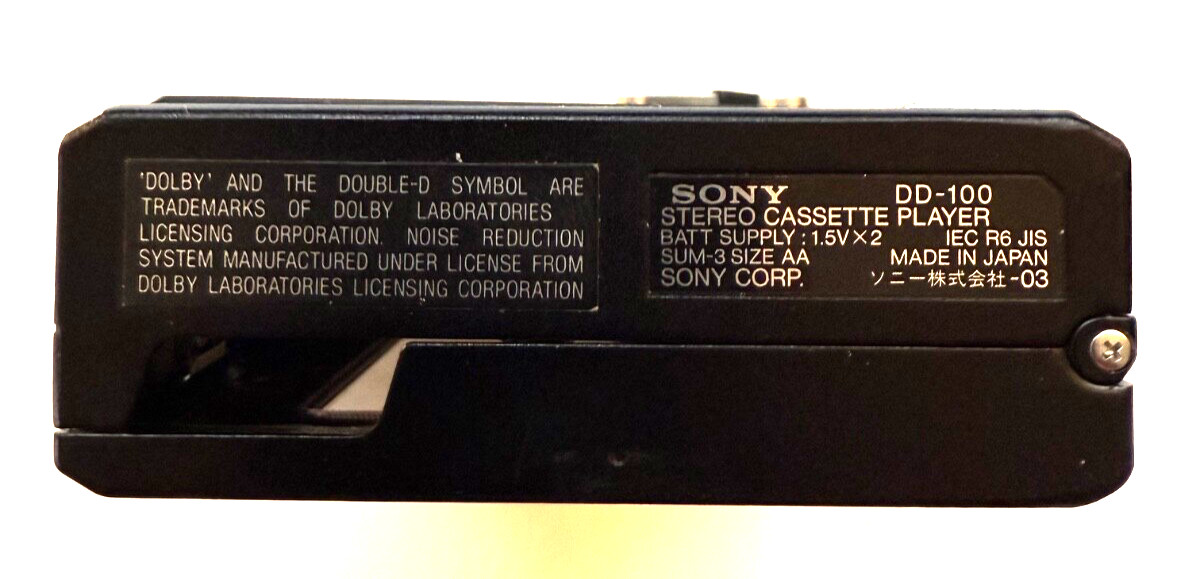 'DOLBY' AND THE DOUBLE-D SYMBOL ARE
TRADEMARKS OF DOLBY LABORATORIES
LICENSING CORPORATION. NOISE REDUCTION
SYSTEM MANUFACTURED UNDER LICENSE FROM
DOLBY LABORATORIES LICENSING CORPORATION
SONY DD-100
STEREO CASSETTE PLAYER
BATT SUPPLY : 1.5V×2 IEC R6 JIS
SUM-3 SIZE AA MADE IN JAPAN
SONY CORP. ソニー株式会社-03